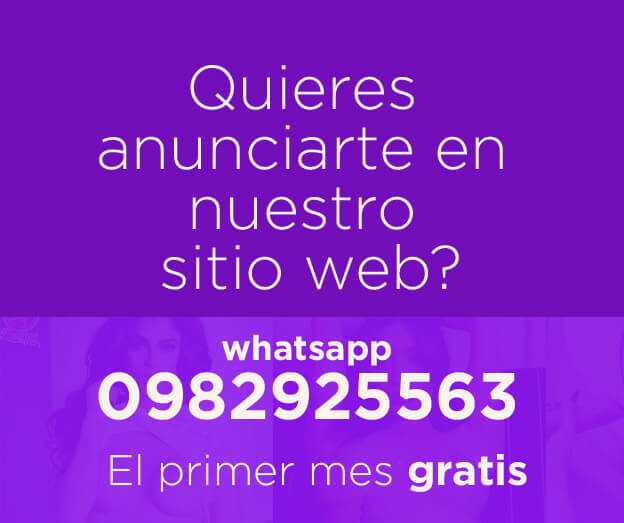 Quieres
anunciarte en
nuestro
sitio web?
whatsapp
0982925563
El primer mes gratis